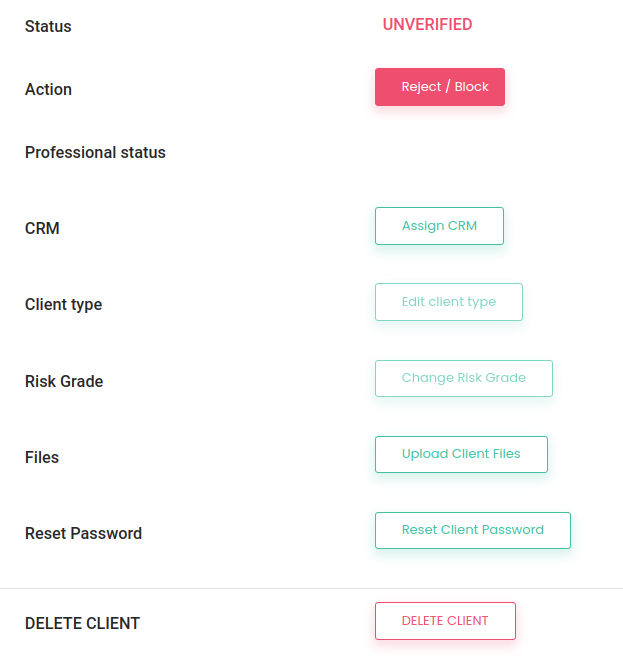 Status UNVERIFIED
Action Reject / Block
Professional status
CRM Assign CRM
Client type Edit client type
Risk Grade Change Risk Grade
Files Upload Client Files
Reset Password Reset Client Password
DELETE CLIENT DELETE CLIENT